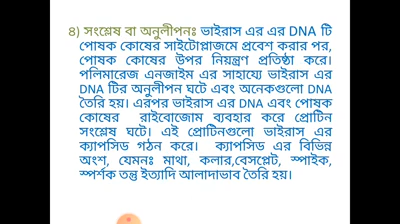 ৪) সংশ্লেষ বা অনুলীপনঃ ভাইরাস এর এর DNA টি
পোষক কোষের সাইটোপ্লাজমে প্রবেশ করার পর,
পোষক কোষের উপর নিয়ন্ত্রণ প্রতিষ্ঠা করে।
পলিমারেজ এনজাইম এর সাহায্যে ভাইরাস এর
DNA টির অনুলীপন ঘটে এবং অনেকগুলো DNA
তৈরি হয়। এরপর ভাইরাস এর DNA এবং পোষক
কোষের রাইবোজোম ব্যবহার করে প্রোটিন
সংশ্লেষ ঘটে। এই প্রোটিনগুলো ভাইরাস এর
ক্যাপসিড গঠন করে। ক্যাপসিড এর বিভিন্ন
অংশ, যেমনঃ মাথা, কলার,বেসপ্লেট, স্পাইক,
স্পর্শক তন্তু ইত্যাদি আলাদাভাব তৈরি হয়।